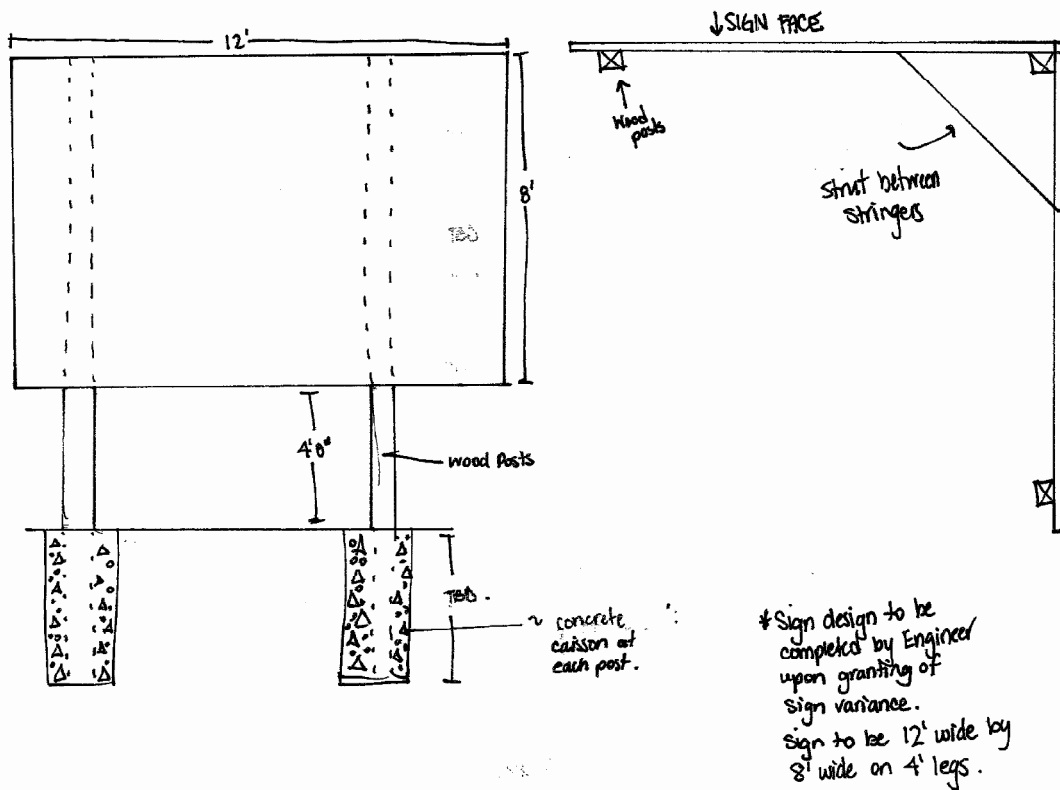 12'
↓SIGN FACE
Wood
posts
Strut between
stringers
8'
TBD
4'0"
wood Posts
TBD.
~ concrete
caisson at
each post.
*Sign design to be
completed by Engineer
upon granting of
sign variance.
Sign to be 12' wide by
8' wide on 4' legs.